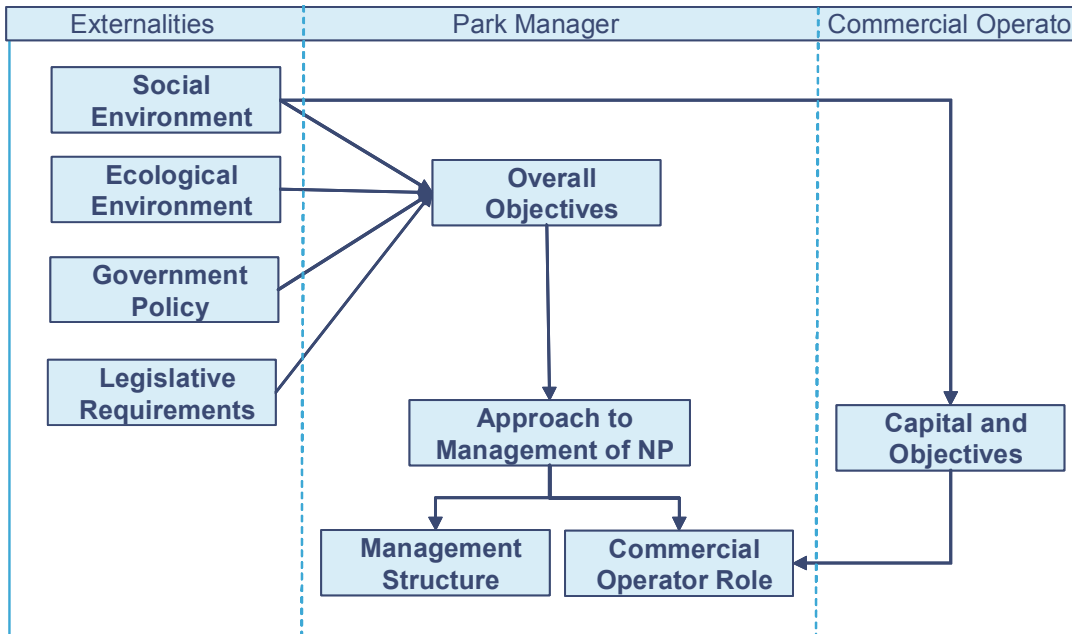 Externalities
Park Manager
Commercial Operato
Social
Environment
Ecological
Environment
Overall
Objectives
Government
Policy
Legislative
Requirements
Approach to
Management of NP
Capital and
Objectives
Management
Structure
Commercial
Operator Role